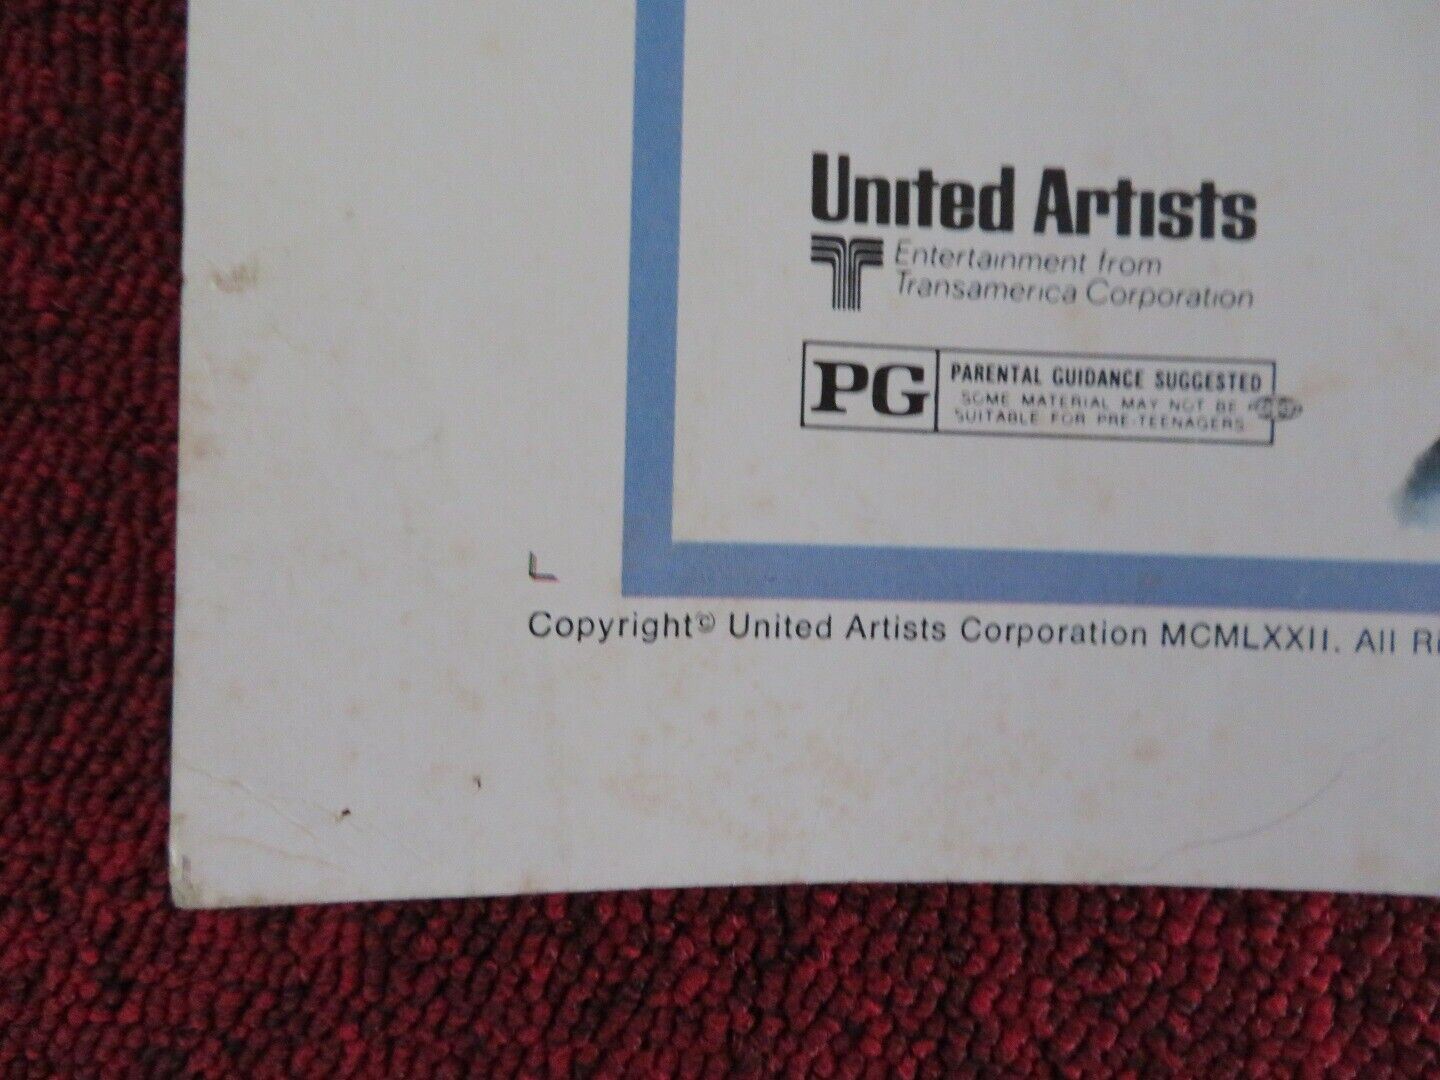 United Artists
Entertainment from
Transamerica Corporation
PG
PARENTAL GUIDANCE SUGGESTED
SOME MATERIAL MAY NOT BE
SUITABLE FOR PRE-TEENAGERS
Copyright© United Artists Corporation MCMLXXII. All